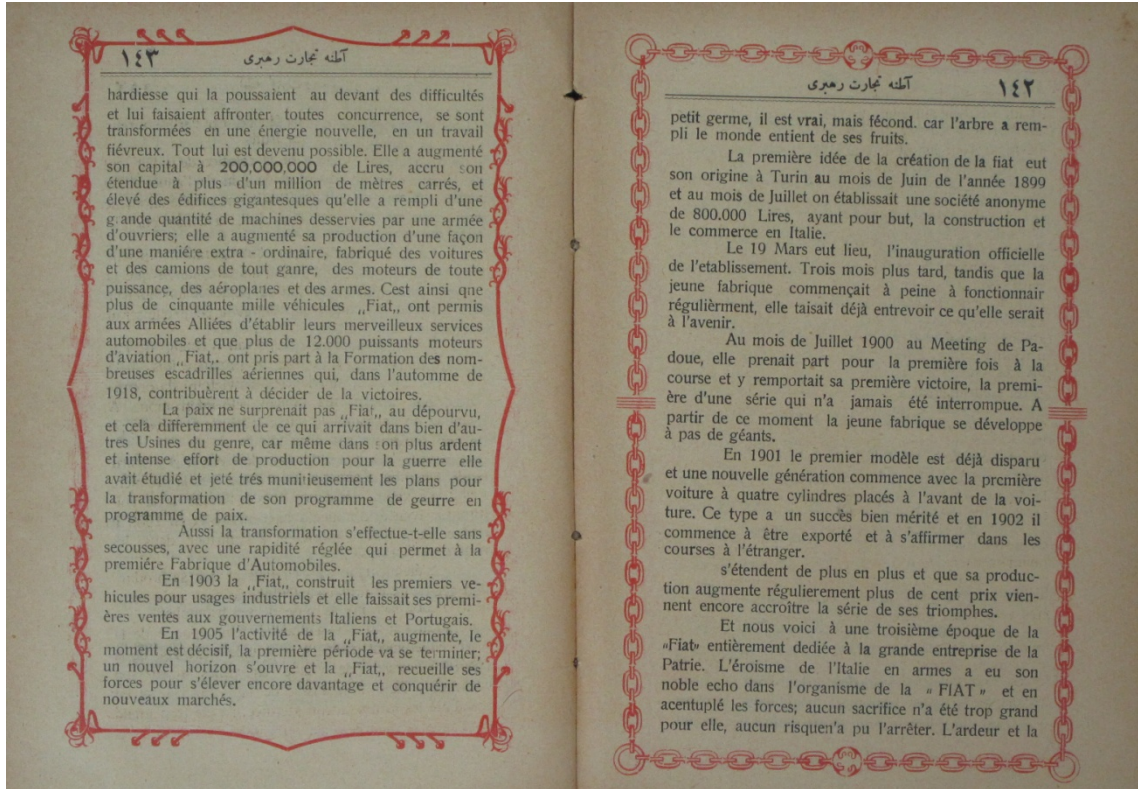 آطنه تجارت رهبری ١٤٢
petit germe, il est vrai, mais fécond. car l'arbre a rem-
pli le monde entient de ses fruits.
La première idée de la création de la fiat eut
son origine à Turin au mois de Juin de l'année 1899
et au mois de Juillet on établissait une société anonyme
de 800.000 Lires, ayant pour but, la construction et
le commerce en Italie.
Le 19 Mars eut lieu, l'inauguration officielle
de l'etablissement. Trois mois plus tard, tandis que la
jeune fabrique commençait à peine à fonctionnair
régulièrment, elle taisait déjà entrevoir ce qu'elle serait
à l'avenir.
Au mois de Juillet 1900 au Meeting de Pa-
doue, elle prenait part pour la première fois à la
course et y remportait sa première victoire, la premi-
ère d'une série qui n'a jamais été interrompue. A
partir de ce moment la jeune fabrique se développe
à pas de géants.
En 1901 le premier modèle est déjà disparu
et une nouvelle génération commence avec la première
voiture à quatre cylindres placés à l'avant de la voi-
ture. Ce type a un succès bien mérité et en 1902 il
commence à être exporté et à s'affirmer dans les
courses à l'étranger.
s'étendent de plus en plus et que sa produc-
tion augmente régulierement plus de cent prix vien-
nent encore accroître la série de ses triomphes.
Et nous voici à une troisième époque de la
«Fiat» entièrement dediée à la grande entreprise de la
Patrie. L'éroisme de l'Italie en armes a eu son
noble echo dans l'organisme de la « FIAT » et en
acentuplé les forces; aucun sacrifice n'a été trop grand
pour elle, aucun risquen'a pu l'arrêter. L'ardeur et la
آطنه تجارت رهبری ١٤٣
hardiesse qui la poussaient au devant des difficultés
et lui faisaient affronter toutes concurrence, se sont
transformées en une énergie nouvelle, en un travail
fiévreux. Tout lui est devenu possible. Elle a augmenté
son capital à 200,000,000 de Lires, accru son
étendue à plus d'un million de mètres carrés, et
élevé des édifices gigantesques qu'elle a rempli d'une
grande quantité de machines desservies par une armée
d'ouvriers; elle a augmenté sa production d'une façon
d'une maniére extra - ordinaire, fabriqué des voitures
et des camions de tout ganre, des moteurs de toute
puissance, des aéroplanes et des armes. Cest ainsi qne
plus de cinquante mille véhicules „Fiat„ ont permis
aux armées Alliées d'établir leurs merveilleux services
automobiles et que plus de 12.000 puissants moteurs
d'aviation „Fiat„ ont pris part à la Formation des nom-
breuses escadrilles aériennes qui, dans l'automme de
1918, contribuèrent à décider de la victoires.
La paix ne surprenait pas „Fiat„ au dépourvu,
et cela differemment de ce qui arrivait dans bien d'au-
tres Usines du genre, car même dans son plus ardent
et intense effort de production pour la guerre elle
avait étudié et jeté trés munitieusement les plans pour
la transformation de son programme de geurre en
programme de paix.
Aussi la transformation s'effectue-t-elle sans
secousses, avec une rapidité réglée qui permet à la
premiére Fabrique d'Automobiles.
En 1903 la „Fiat„ construit les premiers ve-
hicules pour usages industriels et elle faissait ses premi-
ères ventes aux gouvernements Italiens et Portugais.
En 1905 l'activité de la „Fiat„ augmente, le
moment est décisif, la première période va se terminer;
un nouvel horizon s'ouvre et la „Fiat„ recueille ses
forces pour s'élever encore davantage et conquérir de
nouveaux marchés.